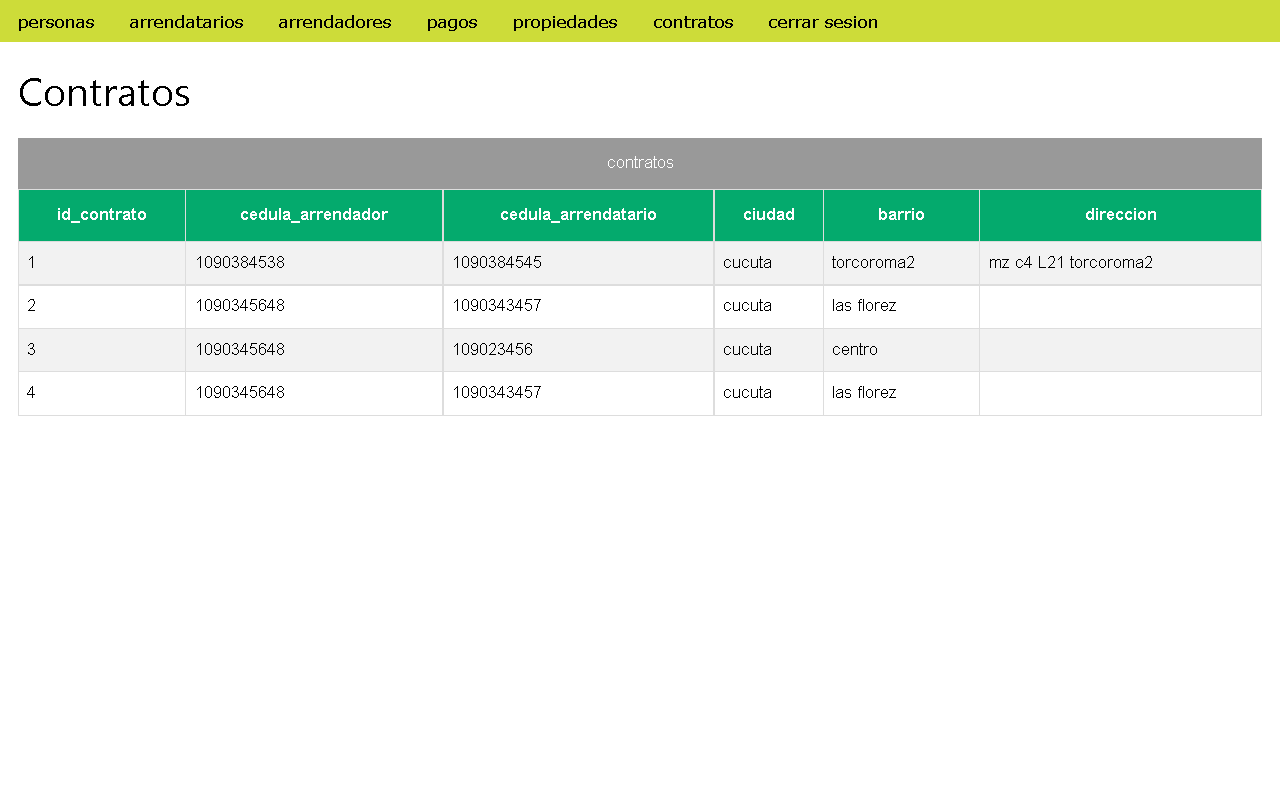 personas arrendatarios arrendadores pagos propiedades contratos cerrar sesion
Contratos
contratos
id_contrato cedula_arrendador cedula_arrendatario ciudad barrio direccion
1 1090384538 1090384545 cucuta torcoroma2 mz c4 L21 torcoroma2
2 1090345648 1090343457 cucuta las florez
3 1090345648 109023456 cucuta centro
4 1090345648 1090343457 cucuta las florez